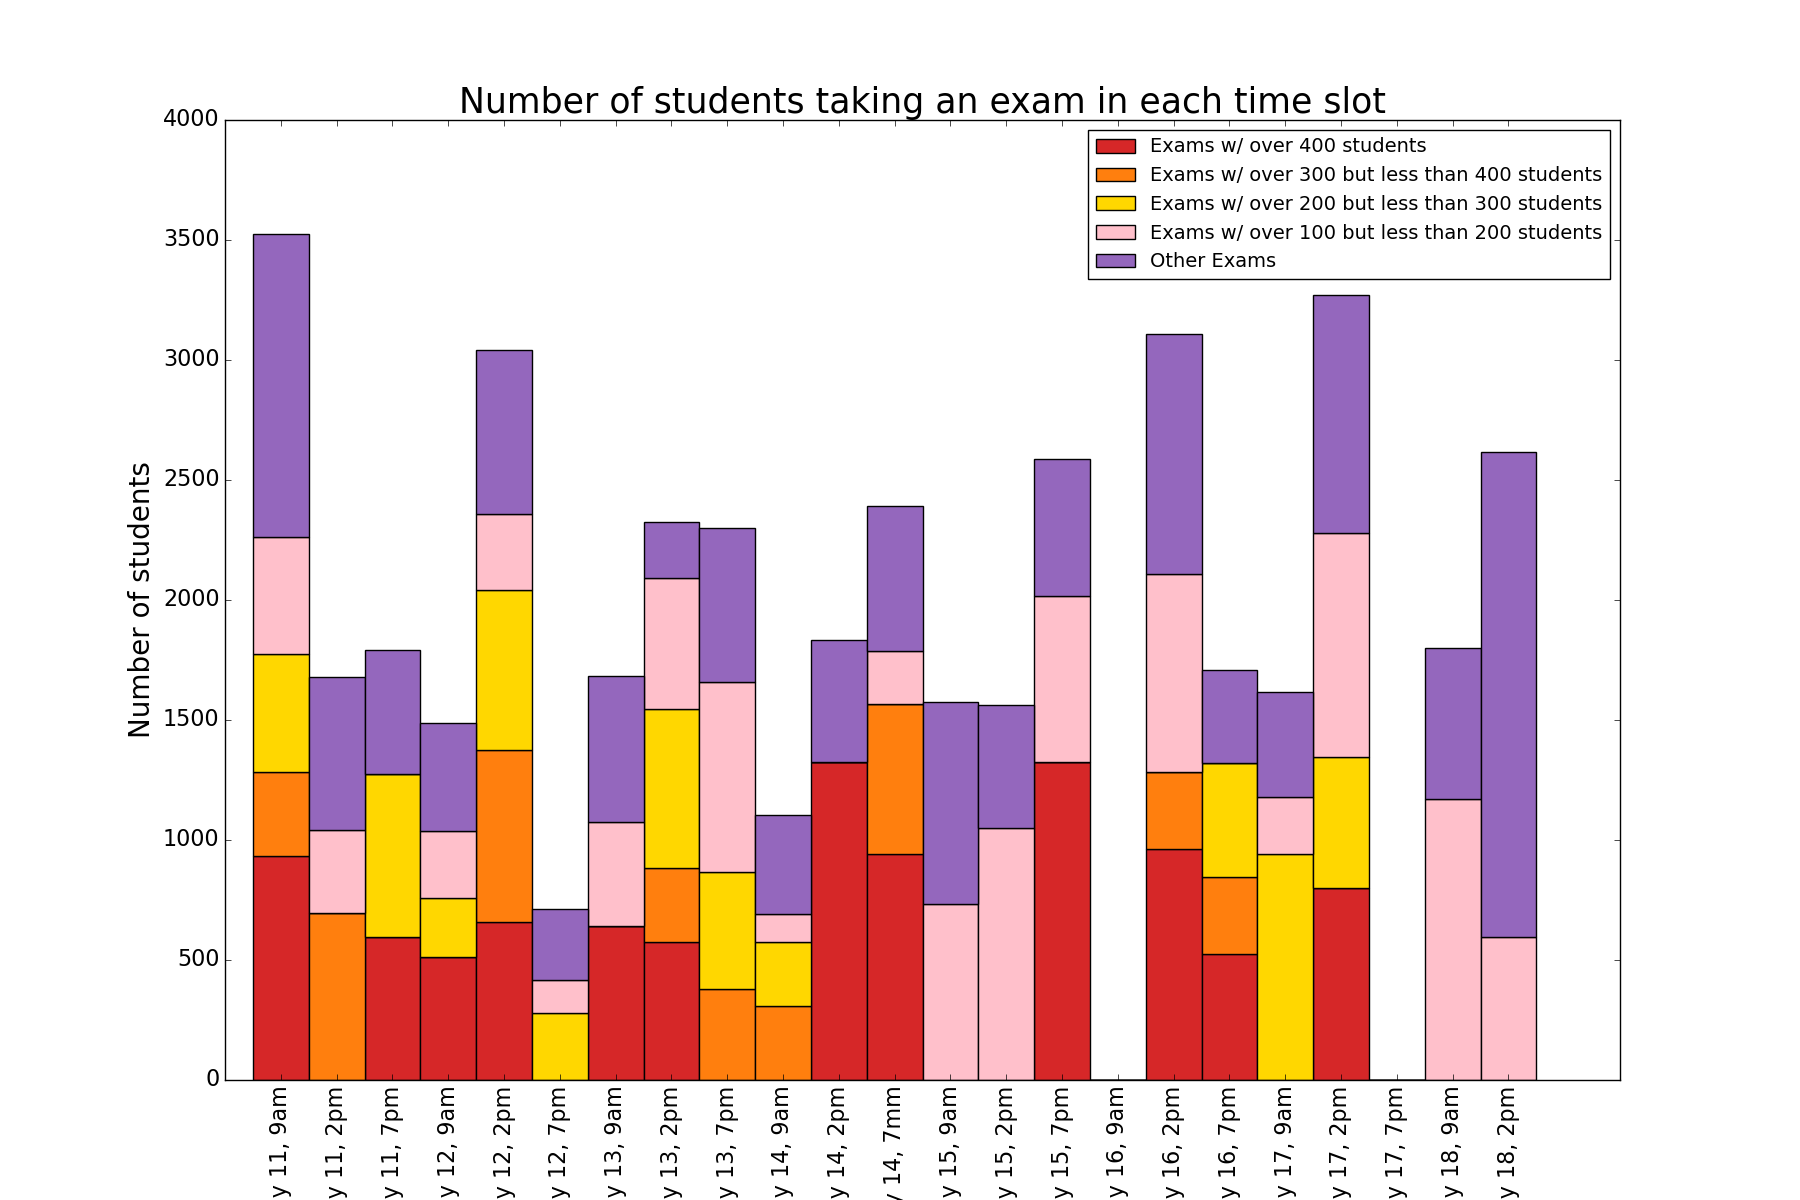 Number of students taking an exam in each time slot
Exams w/ over 400 students
Exams w/ over 300 but less than 400 students
Exams w/ over 200 but less than 300 students
Exams w/ over 100 but less than 200 students
Other Exams
Number of students
4000
3500
3000
2500
2000
1500
1000
500
0
y 11, 9am
y 11, 2pm
y 11, 7pm
y 12, 9am
y 12, 2pm
y 12, 7pm
y 13, 9am
y 13, 2pm
y 13, 7pm
y 14, 9am
y 14, 2pm
y 14, 7mm
y 15, 9am
y 15, 2pm
y 15, 7pm
y 16, 9am
y 16, 2pm
y 16, 7pm
y 17, 9am
y 17, 2pm
y 17, 7pm
y 18, 9am
y 18, 2pm